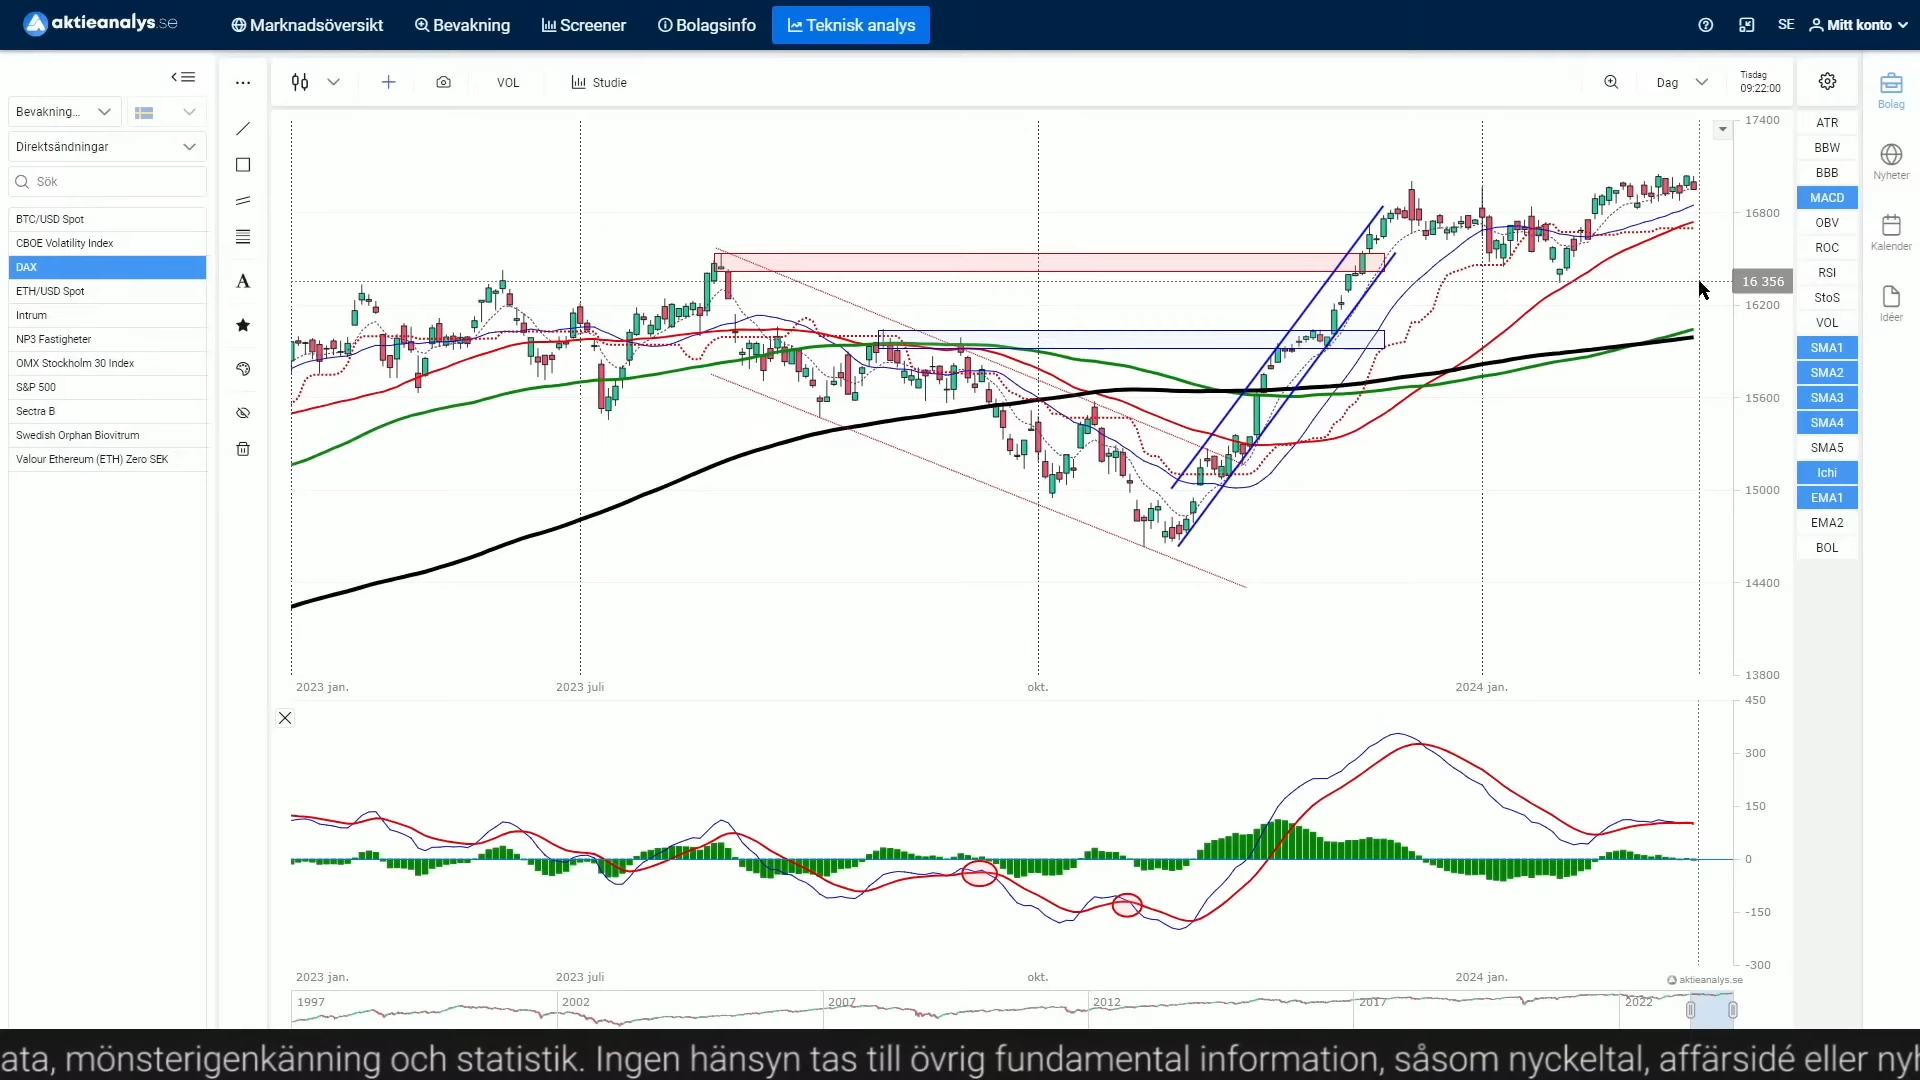 aktieanalys.se
Marknadsöversikt
Bevakning
Screener
Bolagsinfo
Teknisk analys
SE
Mitt konto
Bevakning...
Direktsändningar
Sök
BTC/USD Spot
CBOE Volatility Index
DAX
ETH/USD Spot
Intrum
NP3 Fastigheter
OMX Stockholm 30 Index
S&P 500
Sectra B
Swedish Orphan Biovitrum
Valour Ethereum (ETH) Zero SEK
A
VOL
Studie
Dag
Tisdag
09:22:00
17400
16800
16 356
16200
15600
15000
14400
13800
2023 jan.
2023 juli
okt.
2024 jan.
450
300
150
0
-150
-300
2023 jan.
2023 juli
okt.
2024 jan.
aktieanalys.se
1997
2002
2007
2012
2017
2022
ATR
BBW
BBB
MACD
OBV
ROC
RSI
StoS
VOL
SMA1
SMA2
SMA3
SMA4
SMA5
Ichi
EMA1
EMA2
BOL
Bolag
Nyheter
Kalender
Idéer
ata, mönsterigenkänning och statistik. Ingen hänsyn tas till övrig fundamental information, såsom nyckeltal, affärsidé eller nyh